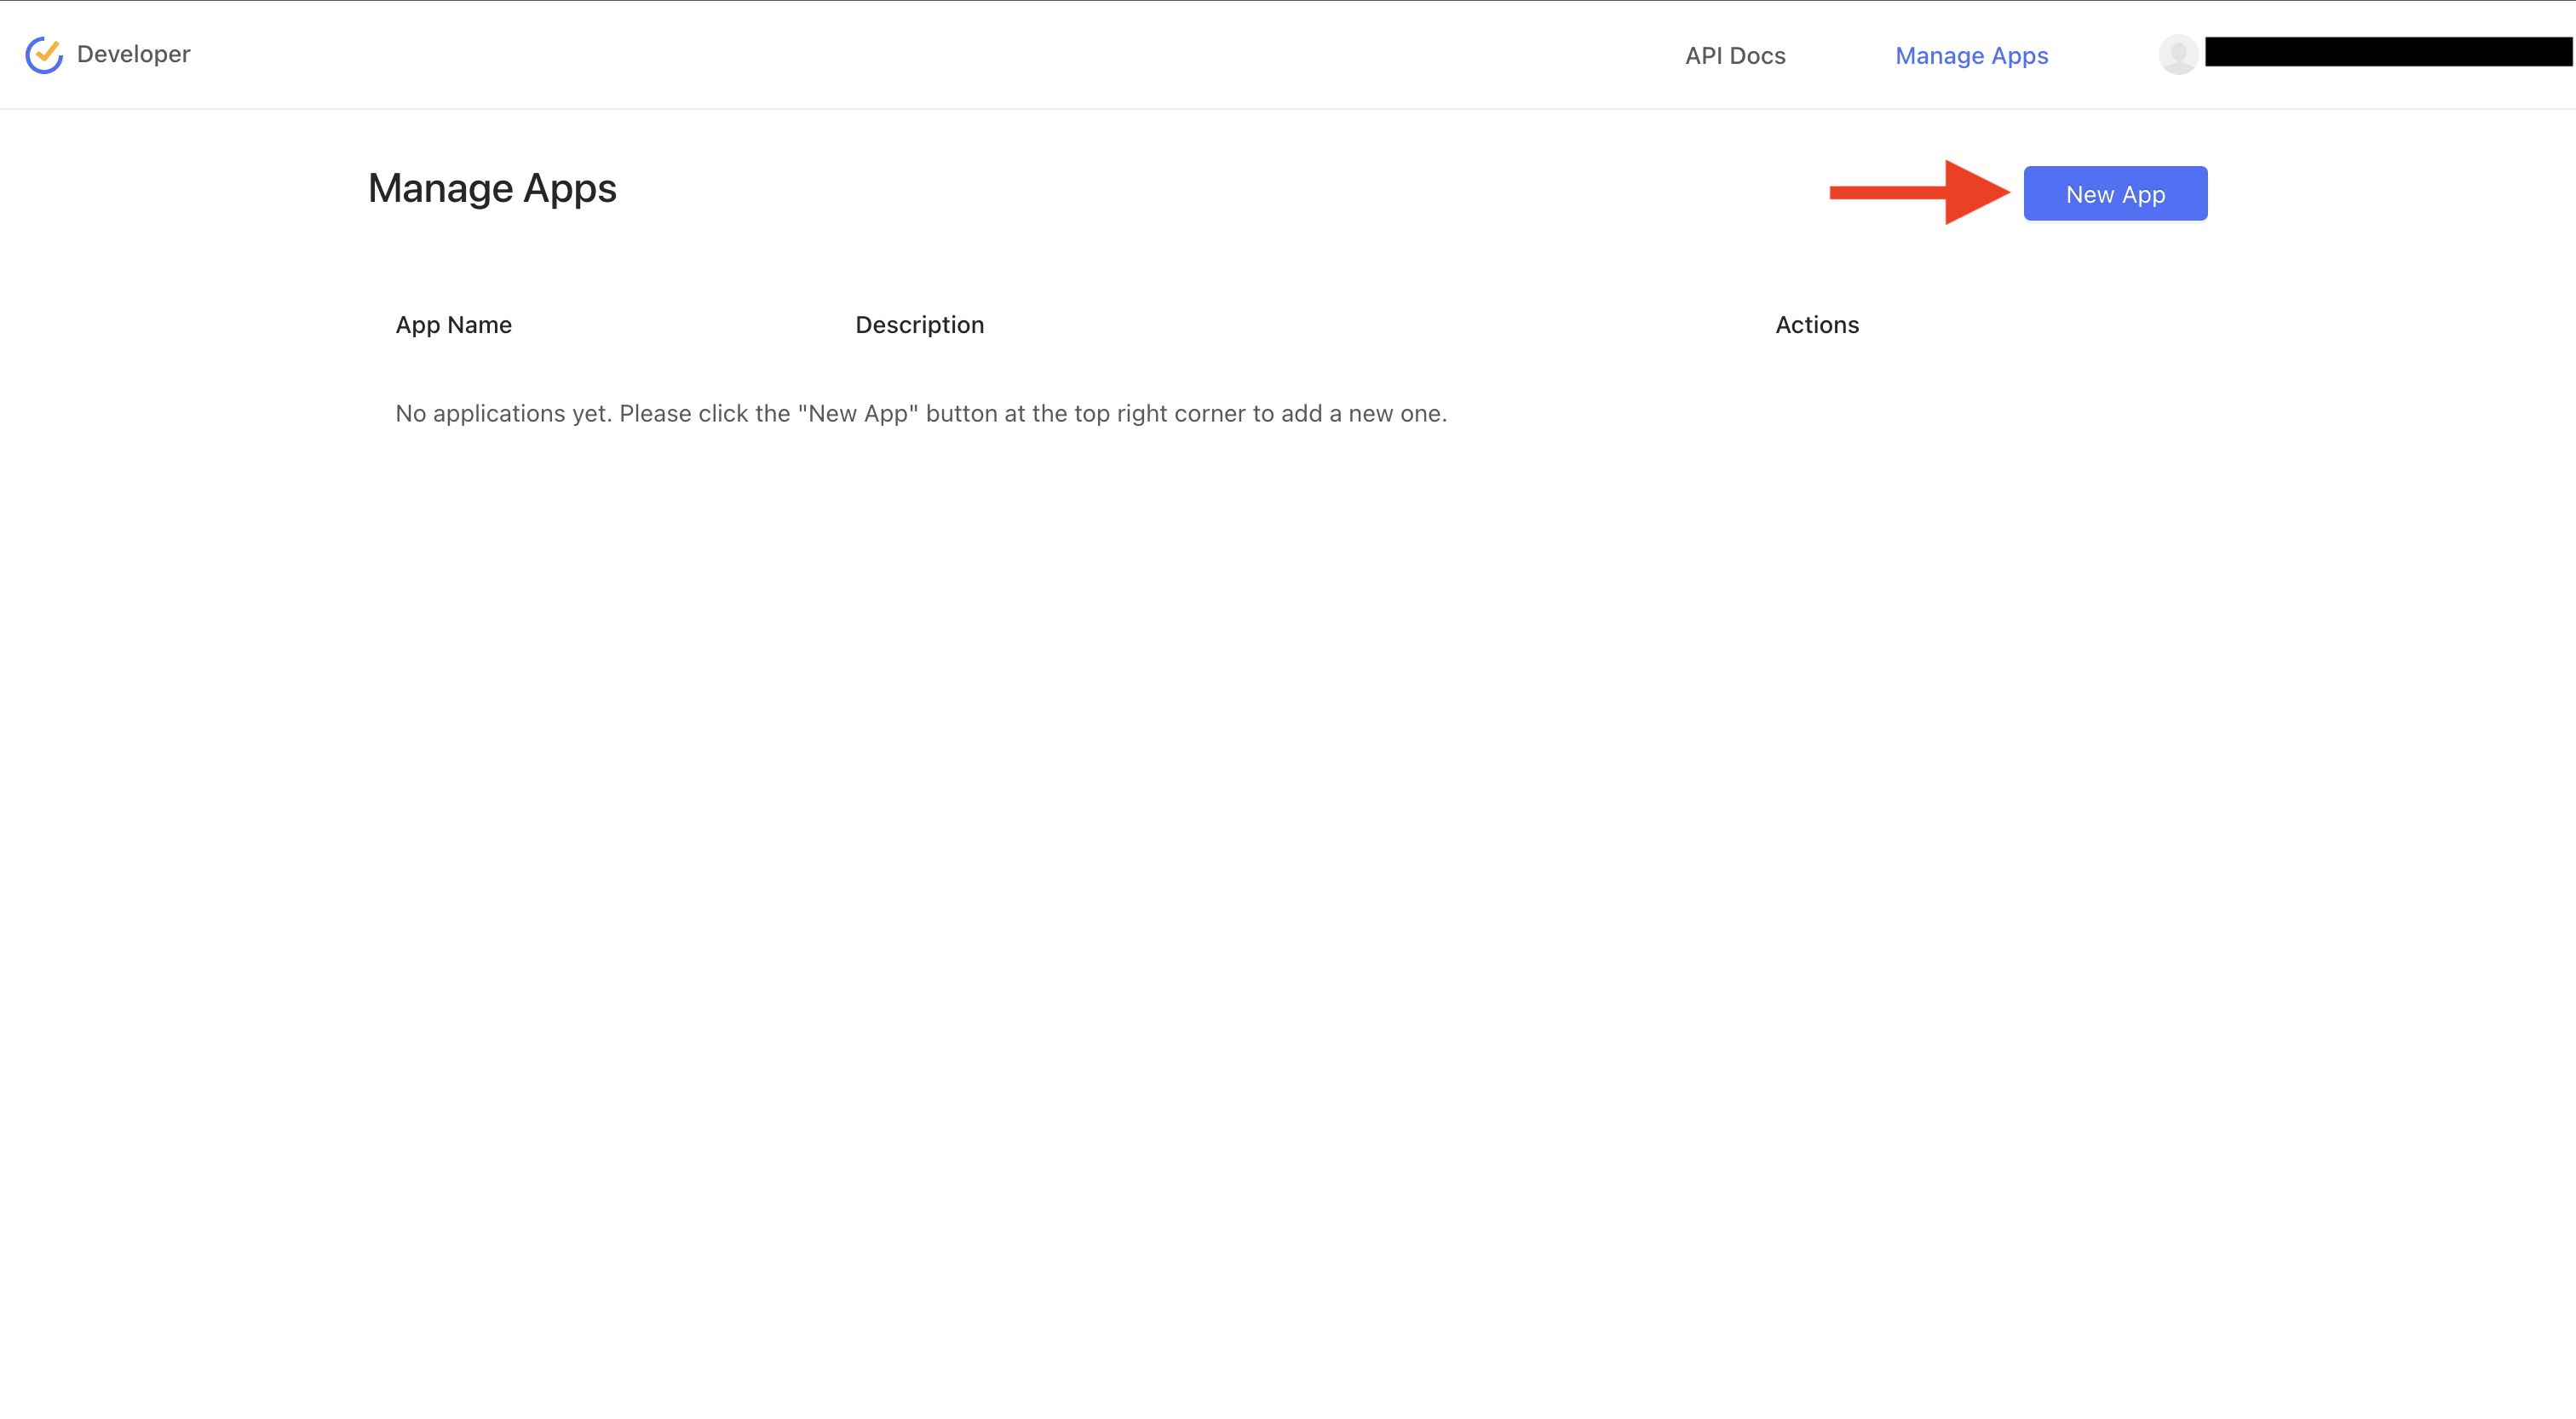 Developer
API Docs
Manage Apps
Manage Apps
New App
App Name
Description
Actions
No applications yet. Please click the "New App" button at the top right corner to add a new one.